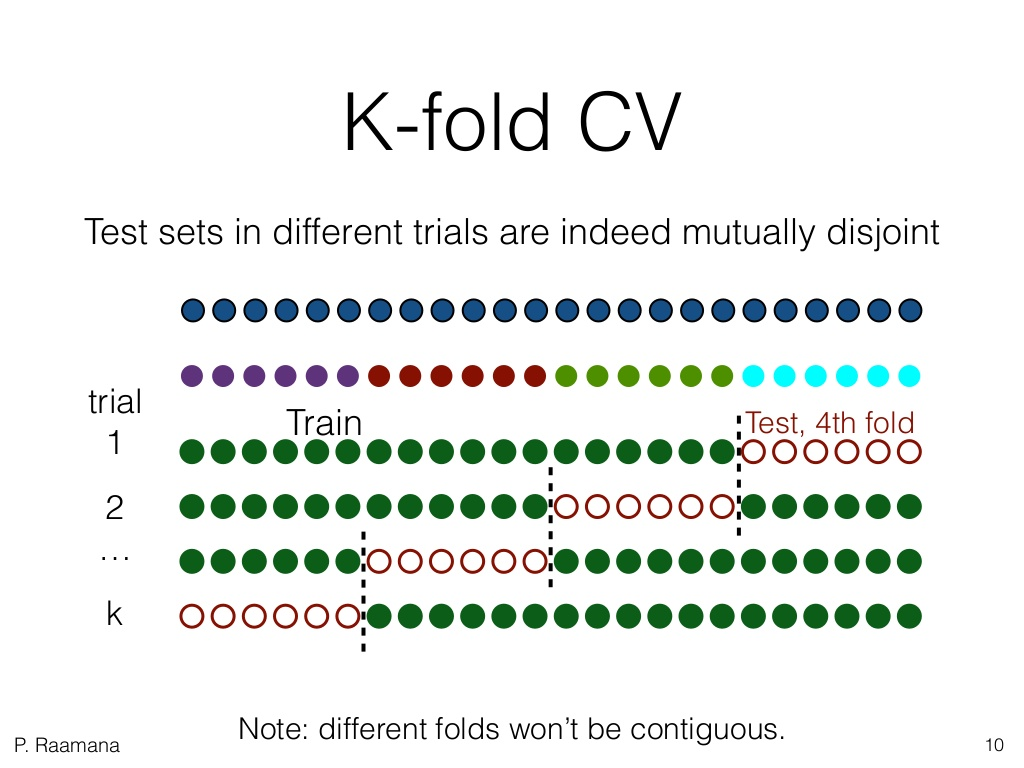 K-fold CV
Test sets in different trials are indeed mutually disjoint
trial
Train
Test, 4th fold
1
2
...
k
Note: different folds won’t be contiguous.
P. Raamana
10